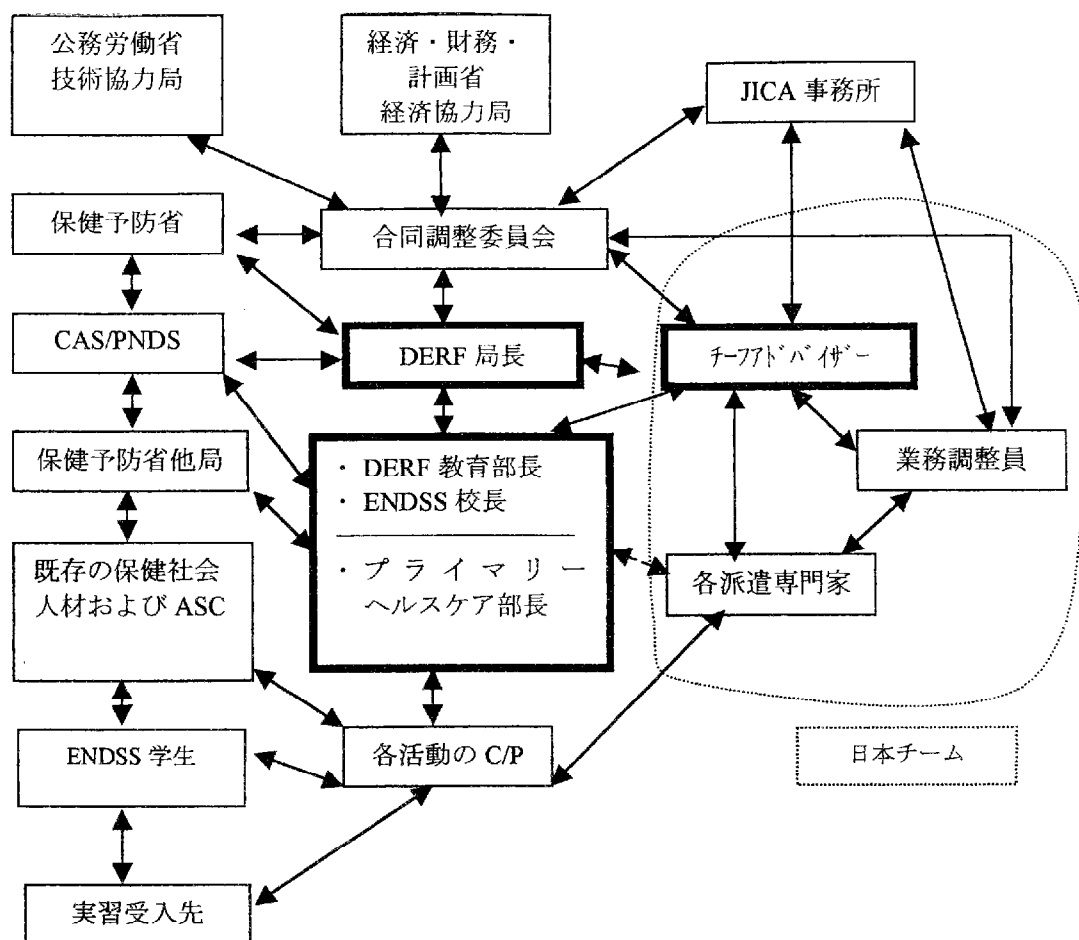 公務労働省
技術協力局
経済・財務・
計画省
経済協力局
JICA 事務所
保健予防省
合同調整委員会
CAS/PNDS
DERF 局長
チーフアドバイザー
保健予防省他局
・ DERF 教育部長
・ ENDSS 校長
・プライマリー
ヘルスケア部長
業務調整員
既存の保健社会
人材および ASC
各派遣専門家
ENDSS 学生
各活動の C/P
日本チーム
実習受入先